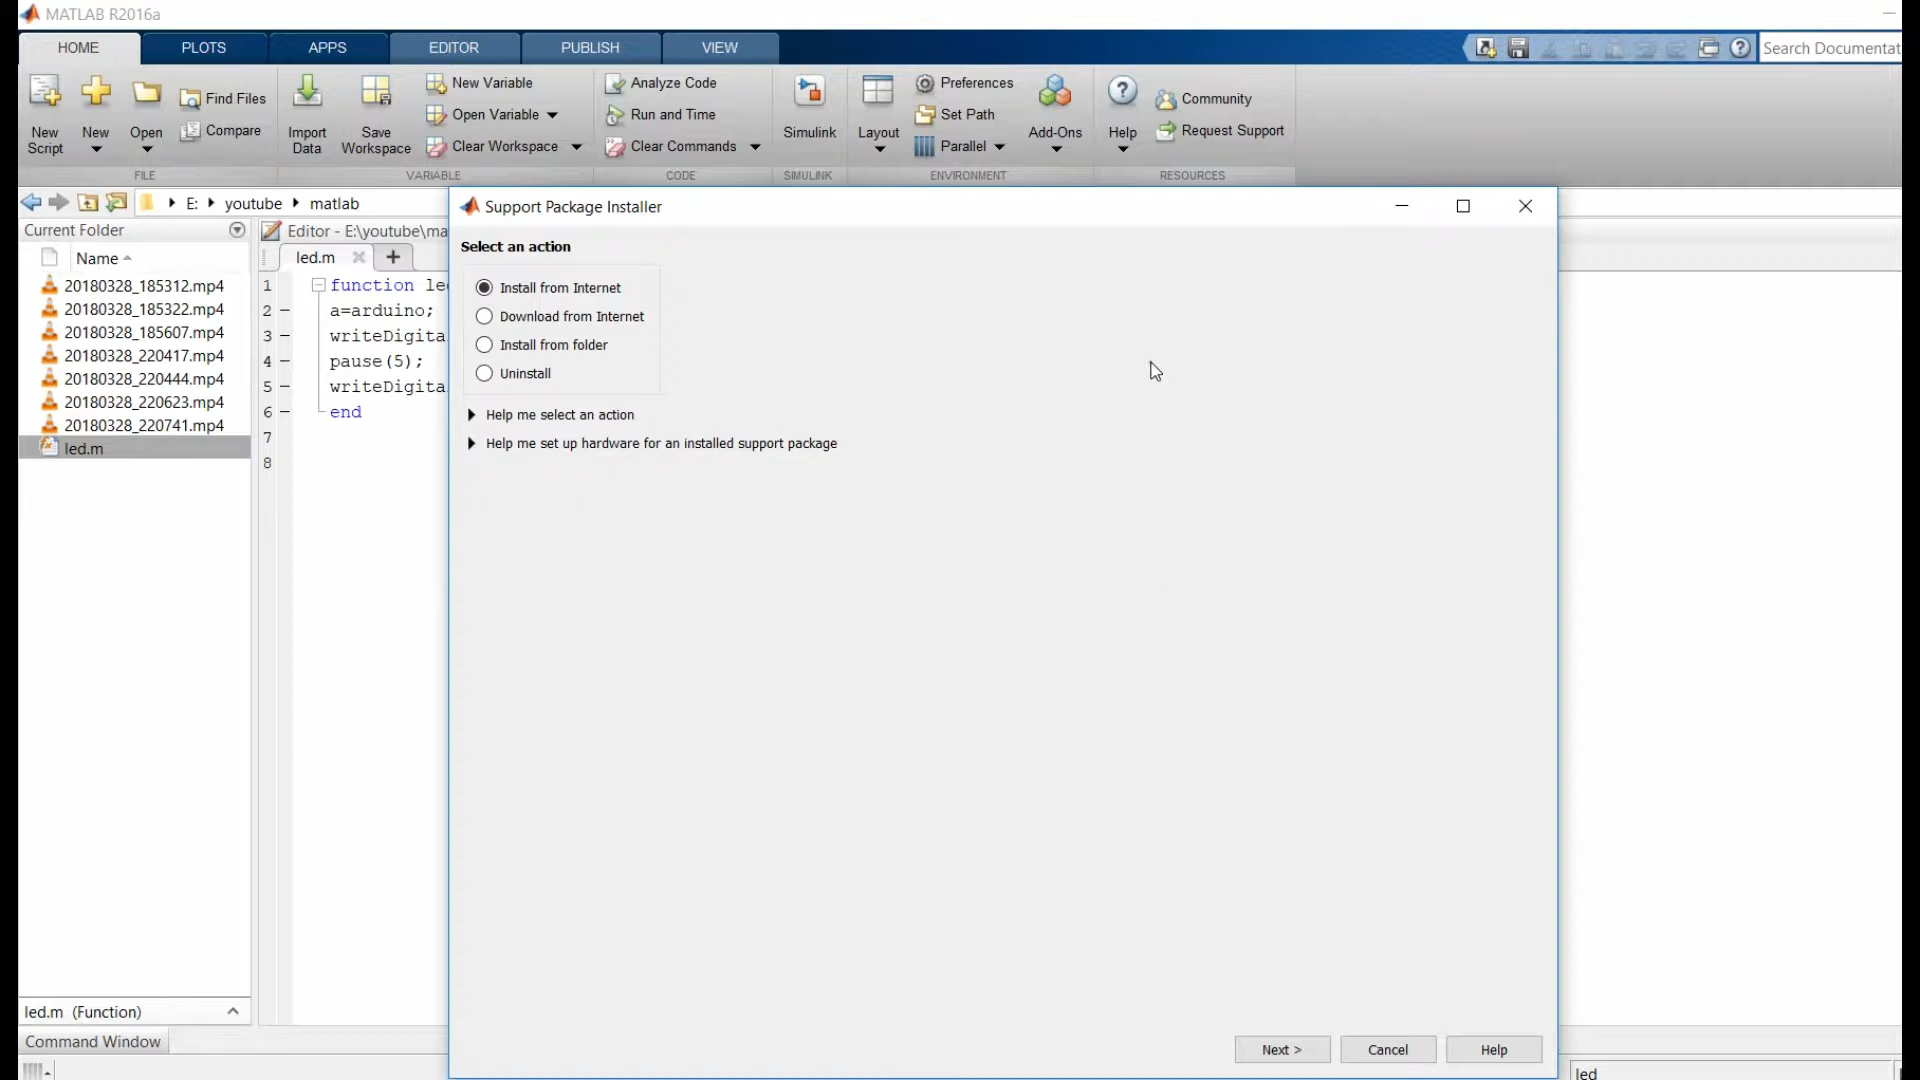 MATLAB R2016a
HOME PLOTS APPS EDITOR PUBLISH VIEW
Search Documentat
New Script
New
Open
Find Files
Compare
FILE
Import Data
Save Workspace
New Variable
Open Variable
Clear Workspace
VARIABLE
Analyze Code
Run and Time
Clear Commands
CODE
Simulink
SIMULINK
Layout
Preferences
Set Path
Parallel
Add-Ons
ENVIRONMENT
Help
Community
Request Support
RESOURCES
E: youtube matlab
Current Folder
Name
20180328_185312.mp4
20180328_185322.mp4
20180328_185607.mp4
20180328_220417.mp4
20180328_220444.mp4
20180328_220623.mp4
20180328_220741.mp4
led.m
led.m (Function)
Command Window
Editor - E:\youtube\ma
led.m
1 function le
2 – a=arduino;
3 – writeDigita
4 – pause(5);
5 – writeDigita
6 – end
7
8
Support Package Installer
Select an action
Install from Internet
Download from Internet
Install from folder
Uninstall
Help me select an action
Help me set up hardware for an installed support package
Next > Cancel Help
led